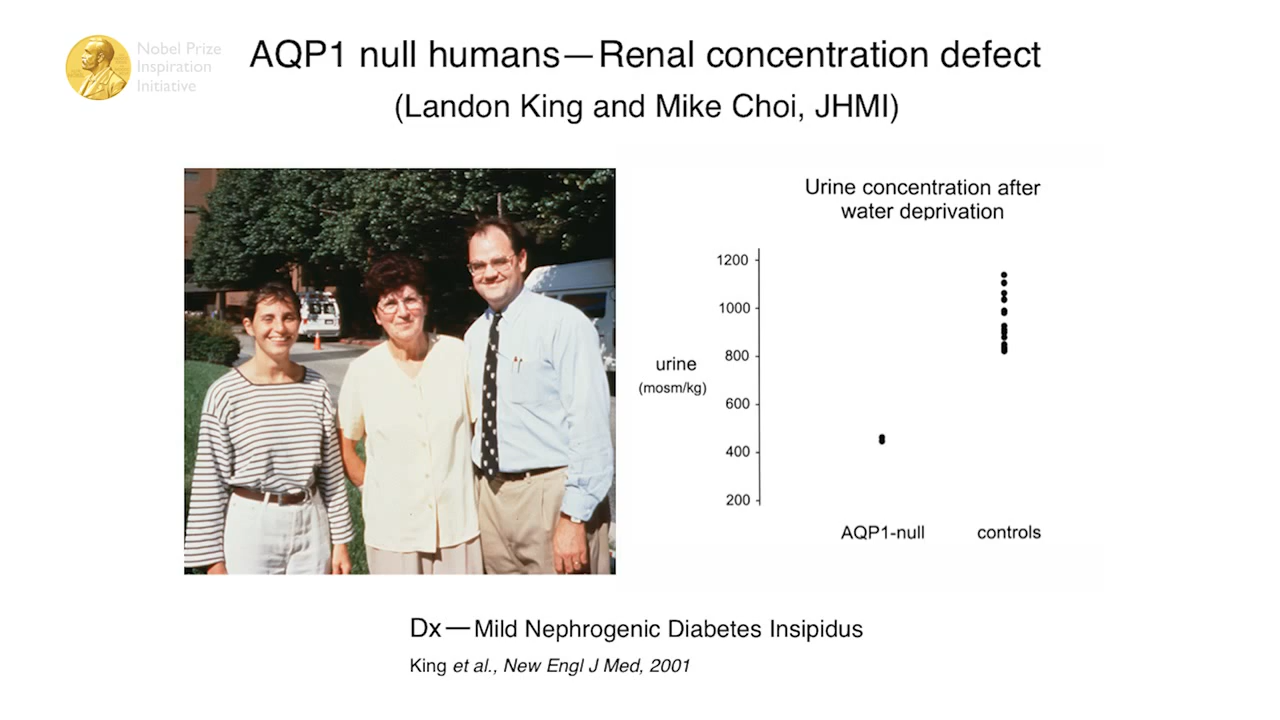 Nobel Prize
Inspiration
Initiative
AQP1 null humans—Renal concentration defect
(Landon King and Mike Choi, JHMI)
Urine concentration after
water deprivation
1200
1000
800
600
400
200
urine
(mosm/kg)
AQP1-null controls
Dx—Mild Nephrogenic Diabetes Insipidus
King et al., New Engl J Med, 2001